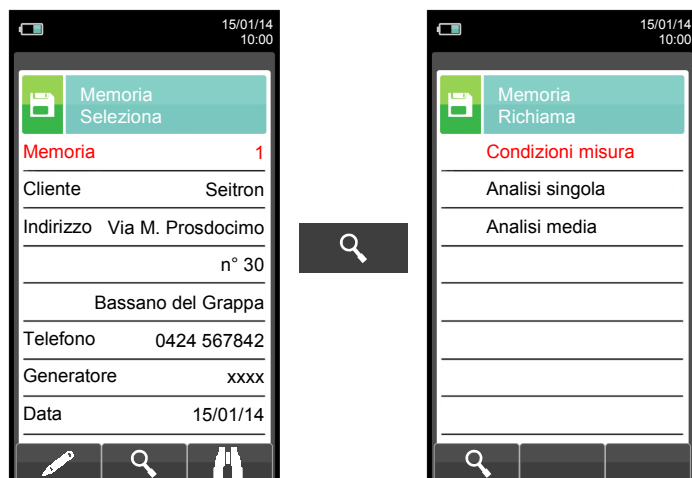 15/01/14
10:00
Memoria
Seleziona
Memoria 1
Cliente Seitron
Indirizzo Via M. Prosdocimo
n° 30
Bassano del Grappa
Telefono 0424 567842
Generatore xxxx
Data 15/01/14
15/01/14
10:00
Memoria
Richiama
Condizioni misura
Analisi singola
Analisi media